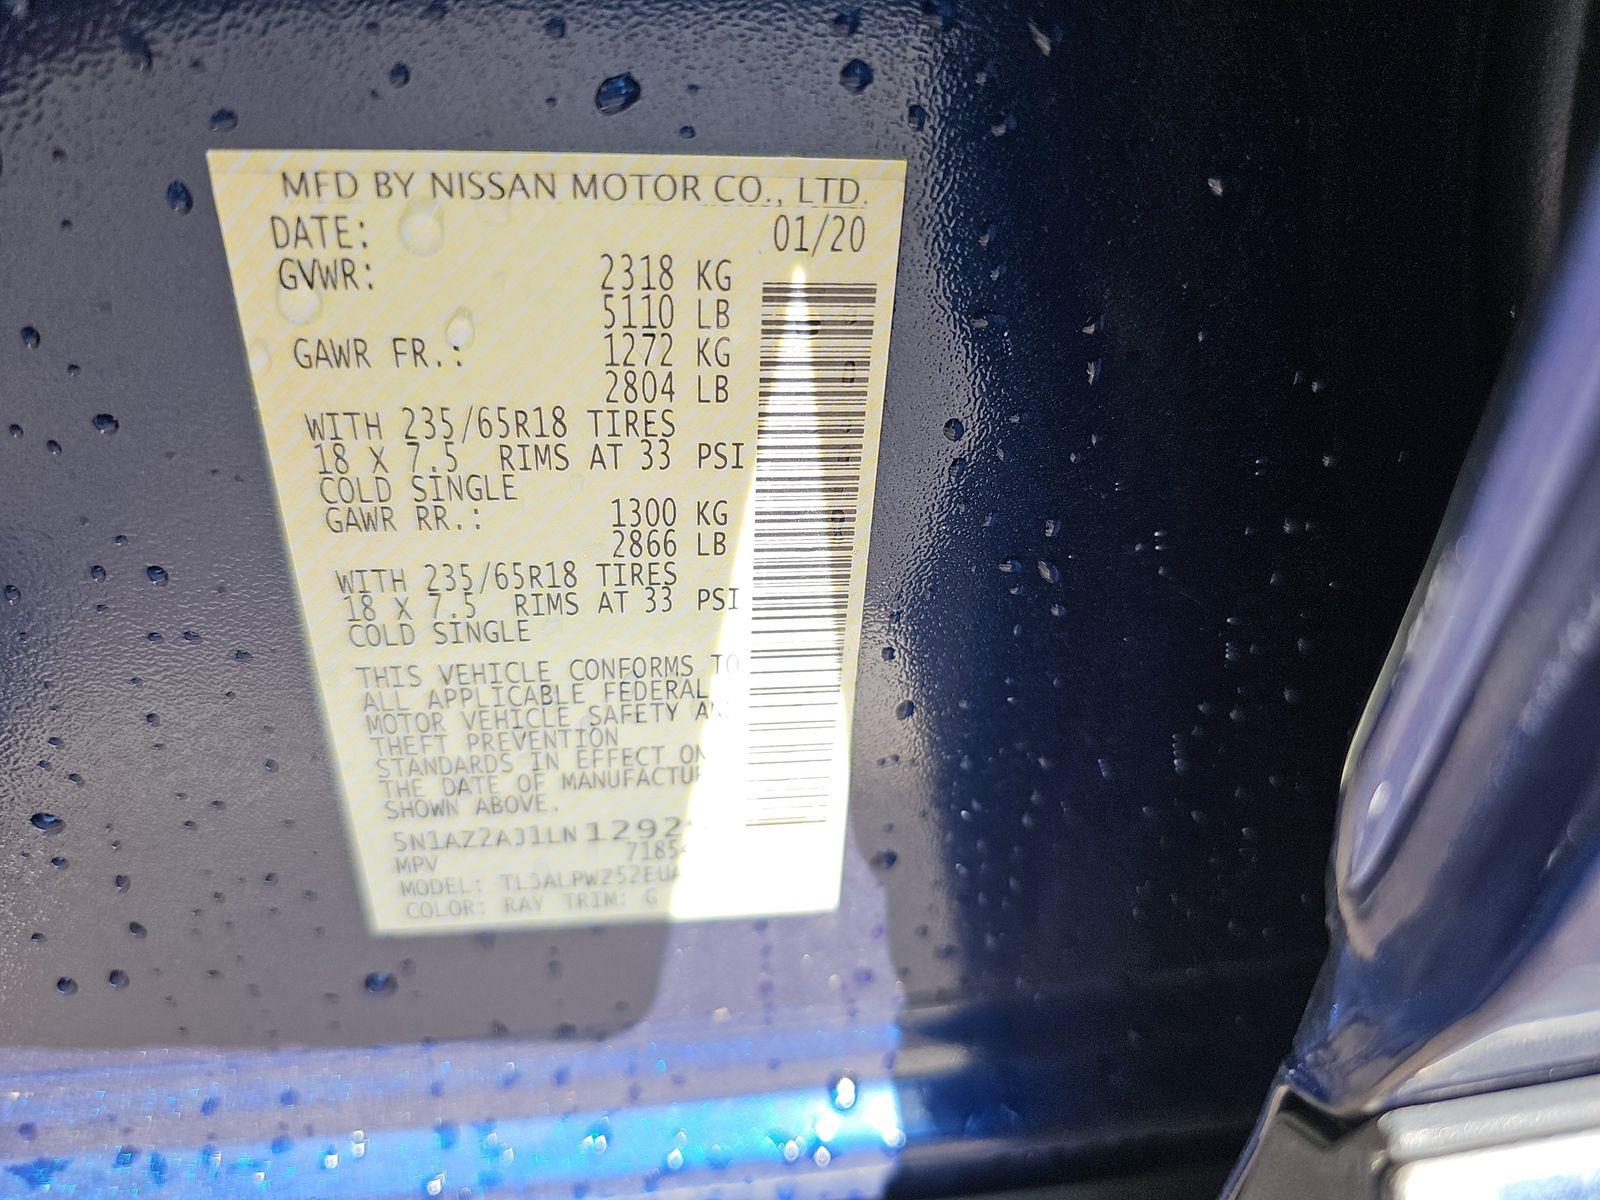 MFD BY NISSAN MOTOR CO., LTD.
DATE: 01/20
GVWR: 2318 KG
5110 LB
GAWR FR.: 1272 KG
2804 LB
WITH 235/65R18 TIRES
18 X 7.5 RIMS AT 33 PSI
COLD SINGLE
GAWR RR.: 1300 KG
2866 LB
WITH 235/65R18 TIRES
18 X 7.5 RIMS AT 33 PSI
COLD SINGLE
THIS VEHICLE CONFORMS TO
ALL APPLICABLE FEDERAL
MOTOR VEHICLE SAFETY
THEFT PREVENTION
STANDARDS IN EFFECT ON
THE DATE OF
SHOWN ABOVE.
MPV
MODEL:
COLOR: RAY TRIM: G